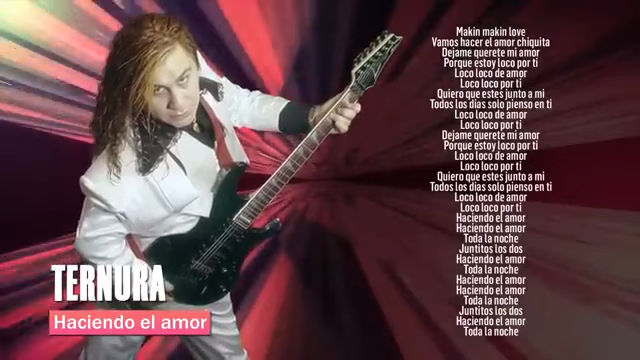 TERNURA
Haciendo el amor
Makin makin love
Vamos hacer el amor chiquita
Dejame quererte mi amor
Porque estoy loco por ti
Loco loco de amor
Loco loco por ti
Quiero que estes junto a mi
Todos los dias solo pienso en ti
Loco loco de amor
Loco loco por ti
Dejame quererte mi amor
Porque estoy loco por ti
Loco loco de amor
Loco loco por ti
Quiero que estes junto a mi
Todos los dias solo pienso en ti
Loco loco de amor
Loco loco por ti
Haciendo el amor
Haciendo el amor
Toda la noche
Juntitos los dos
Haciendo el amor
Toda la noche
Haciendo el amor
Haciendo el amor
Toda la noche
Juntitos los dos
Haciendo el amor
Toda la noche